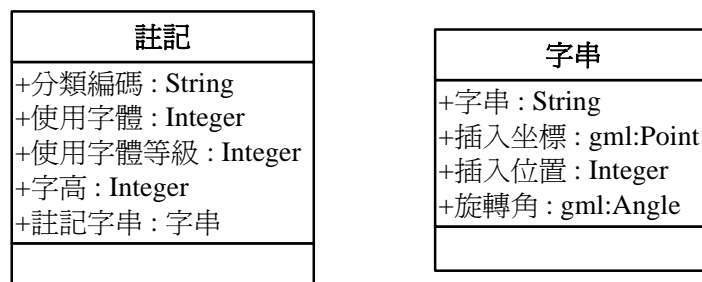 註記
+分類編碼 : String
+使用字體 : Integer
+使用字體等級 : Integer
+字高 : Integer
+註記字串 : 字串
字串
+字串 : String
+插入坐標 : gml:Point
+插入位置 : Integer
+旋轉角 : gml:Angle